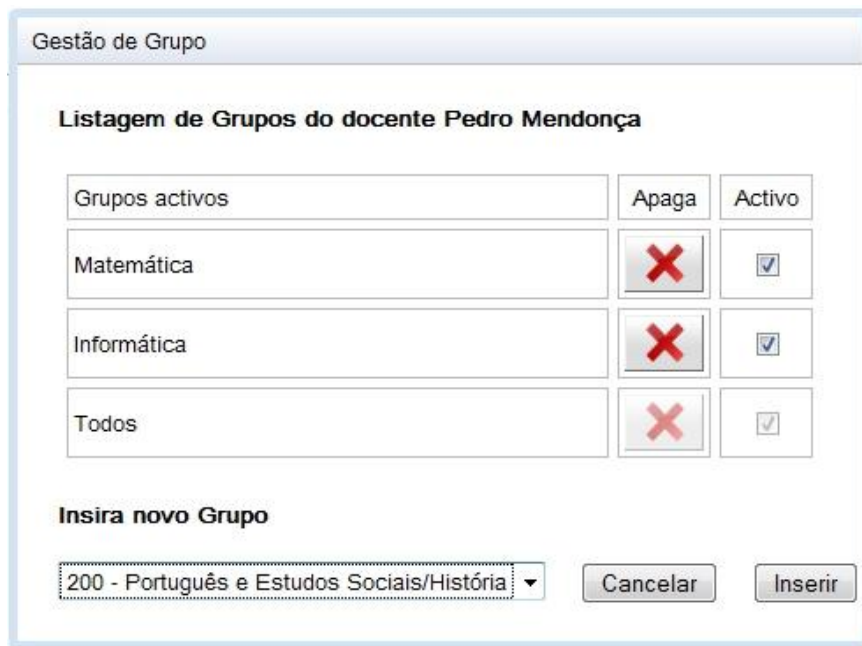 Gestão de Grupo
Listagem de Grupos do docente Pedro Mendonça
Grupos activos Apaga Activo
Matemática
Informática
Todos
Insira novo Grupo
200 - Português e Estudos Sociais/História Cancelar Inserir